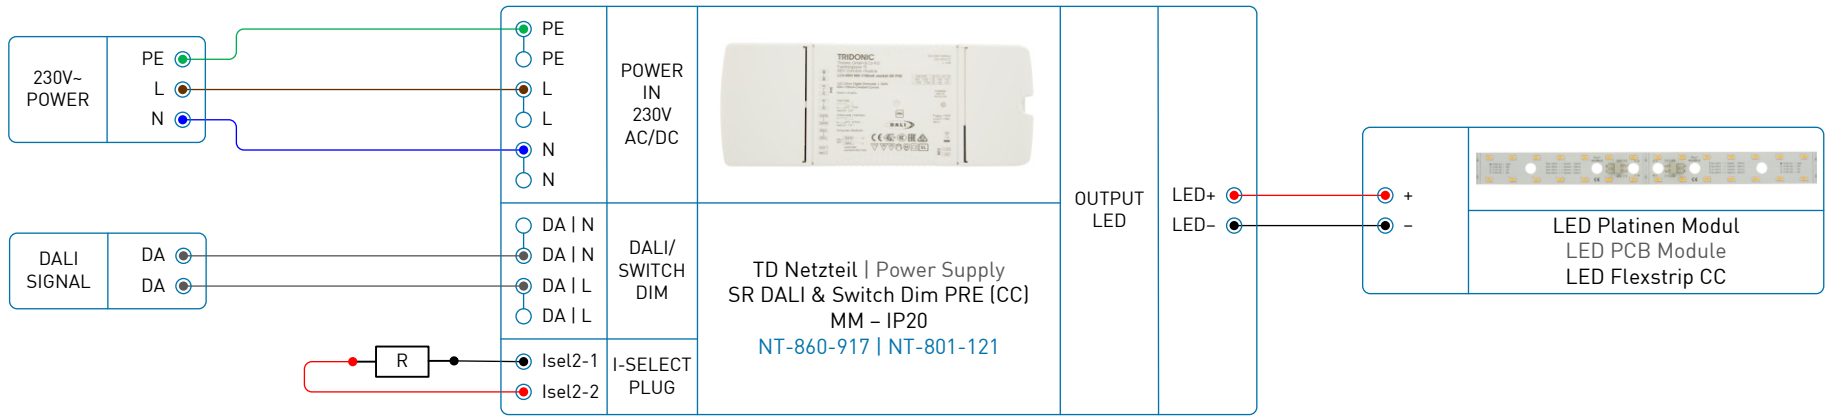 230V~
POWER
PE
L
N
DALI
SIGNAL
DA
DA
PE
PE
L
L
N
N
POWER
IN
230V
AC/DC
DA | N
DA | N
DA | L
DA | L
DALI/
SWITCH
DIM
R
Isel2-1
Isel2-2
I-SELECT
PLUG
TRIDONIC
DALI
TD Netzteil | Power Supply
SR DALI & Switch Dim PRE (CC)
MM – IP20
NT-860-917 | NT-801-121
OUTPUT
LED
LED+
LED–
+
–
LED Platinen Modul
LED PCB Module
LED Flexstrip CC